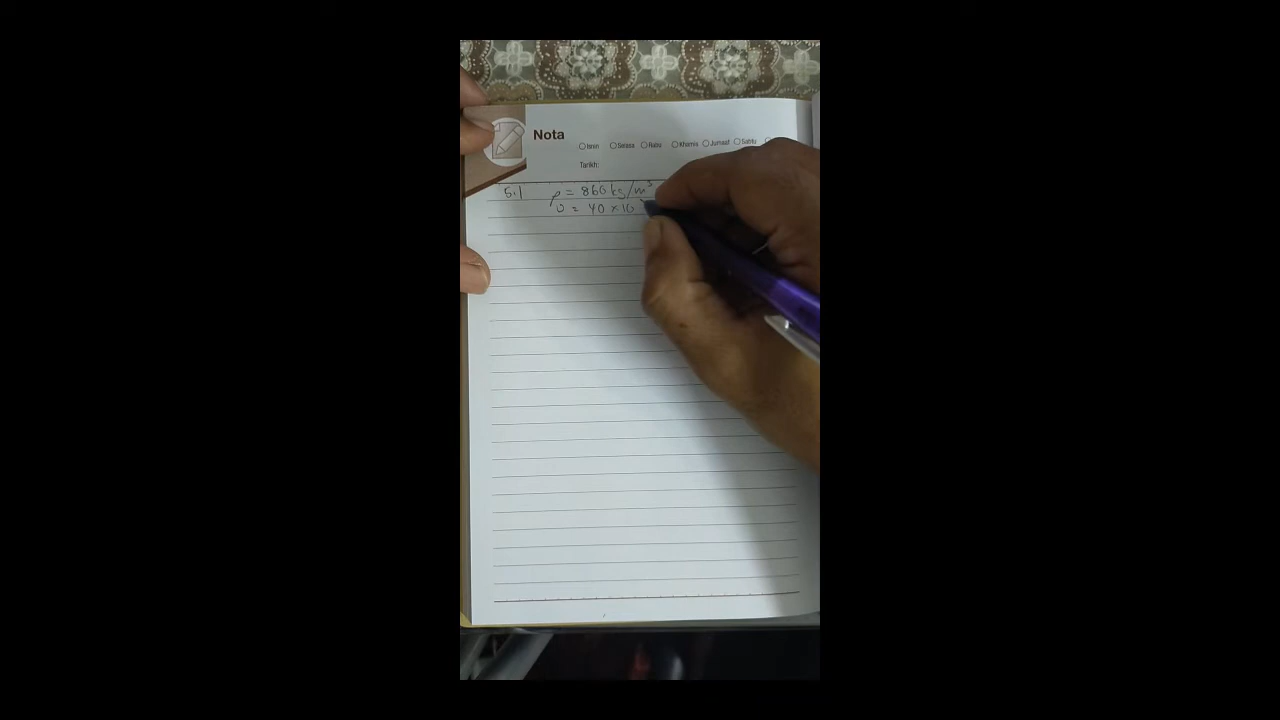 Nota
Isnin Selasa Rabu Khamis Jumaat Sabtu
Tarikh:
5.1 ρ = 860 kg/m³
υ = 40 × 10